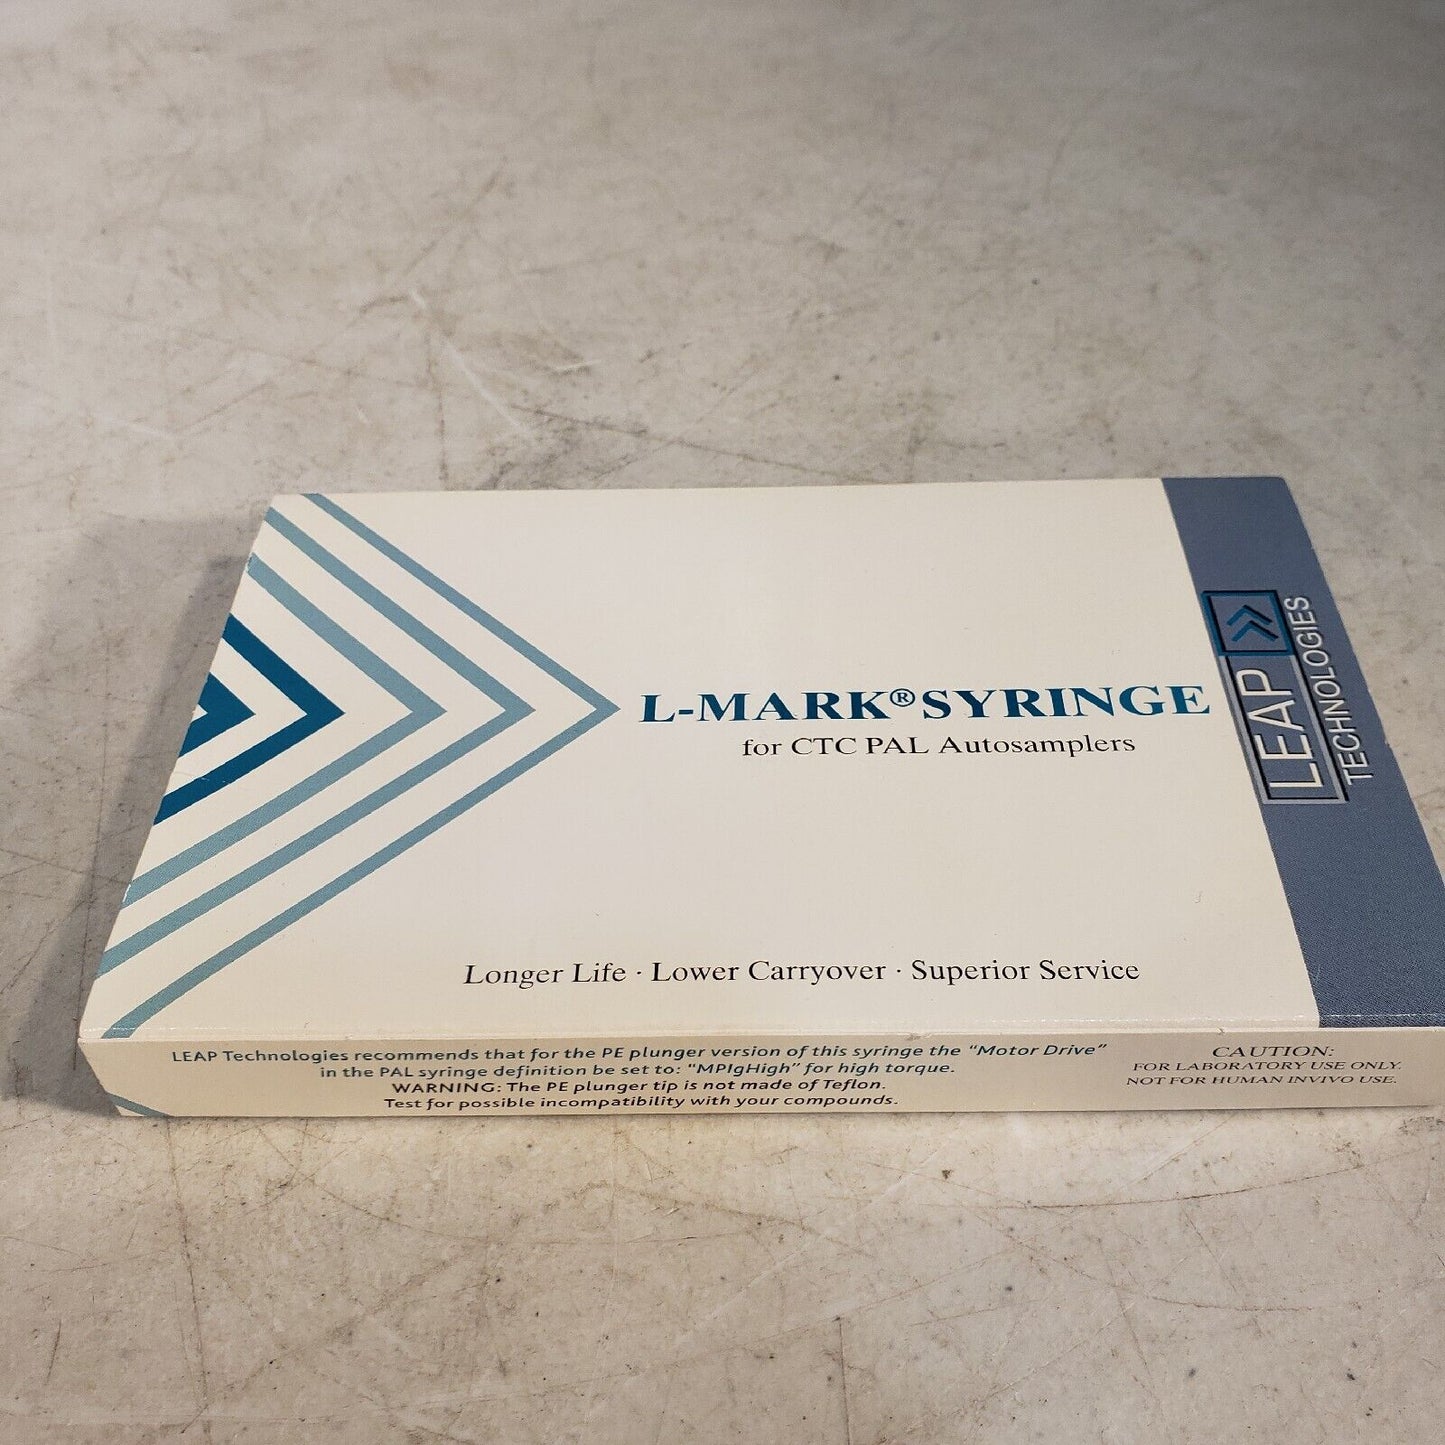 L-MARK®SYRINGE
for CTC PAL Autosamplers
LEAP
TECHNOLOGIES
Longer Life · Lower Carryover · Superior Service
LEAP Technologies recommends that for the PE plunger version of this syringe the "Motor Drive"
in the PAL syringe definition be set to: "MPIgHigh" for high torque.
WARNING: The PE plunger tip is not made of Teflon.
Test for possible incompatibility with your compounds.
CAUTION:
FOR LABORATORY USE ONLY.
NOT FOR HUMAN INVIVO USE.